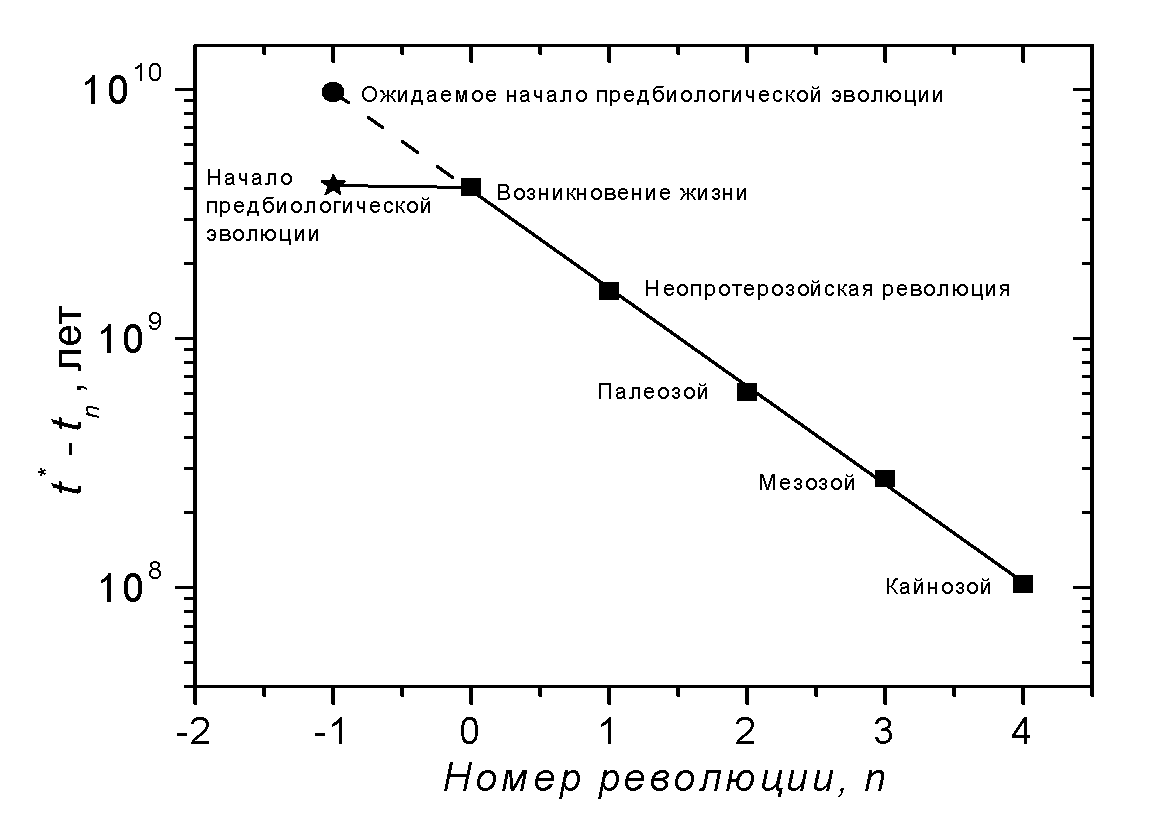 10^10
Ожидаемое начало предбиологической эволюции
Начало
предбиологической
эволюции
Возникновение жизни
Неопротерозойская революция
10^9
Палеозой
Мезозой
10^8
Кайнозой
t^* - t_n, лет
-2 -1 0 1 2 3 4
Номер революции, n